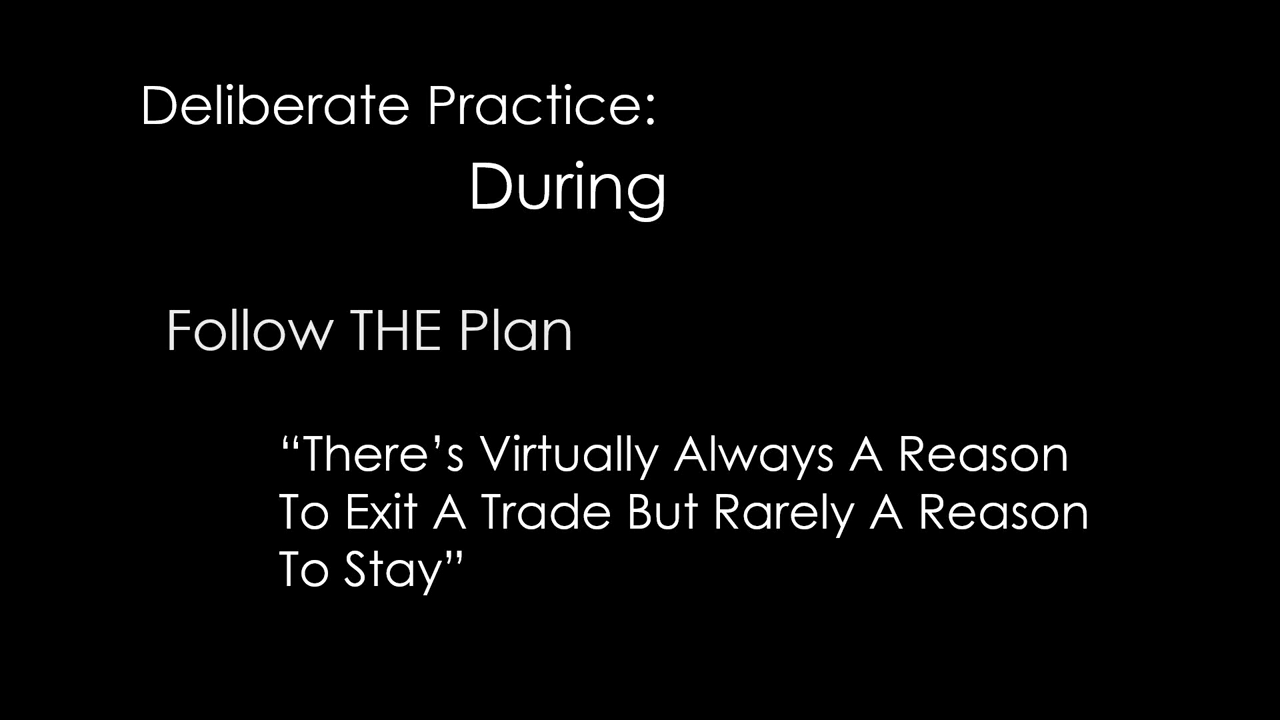 Deliberate Practice:
During
Follow THE Plan
“There’s Virtually Always A Reason
To Exit A Trade But Rarely A Reason
To Stay”